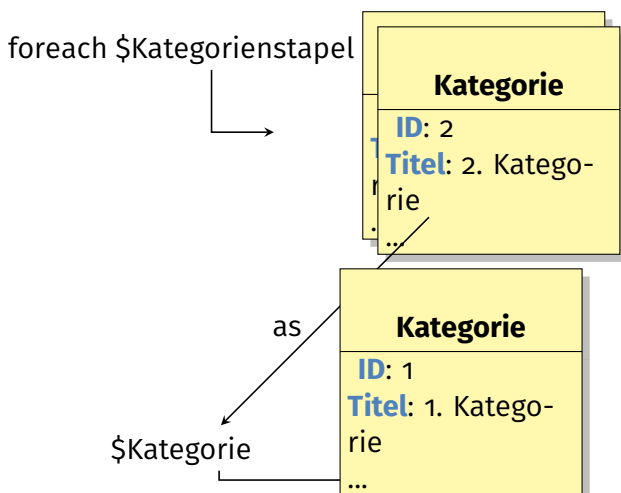 foreach $Kategorienstapel
Kategorie
ID: 2
Titel: 2. Katego-
rie
...
as
Kategorie
ID: 1
Titel: 1. Katego-
rie
...
$Kategorie